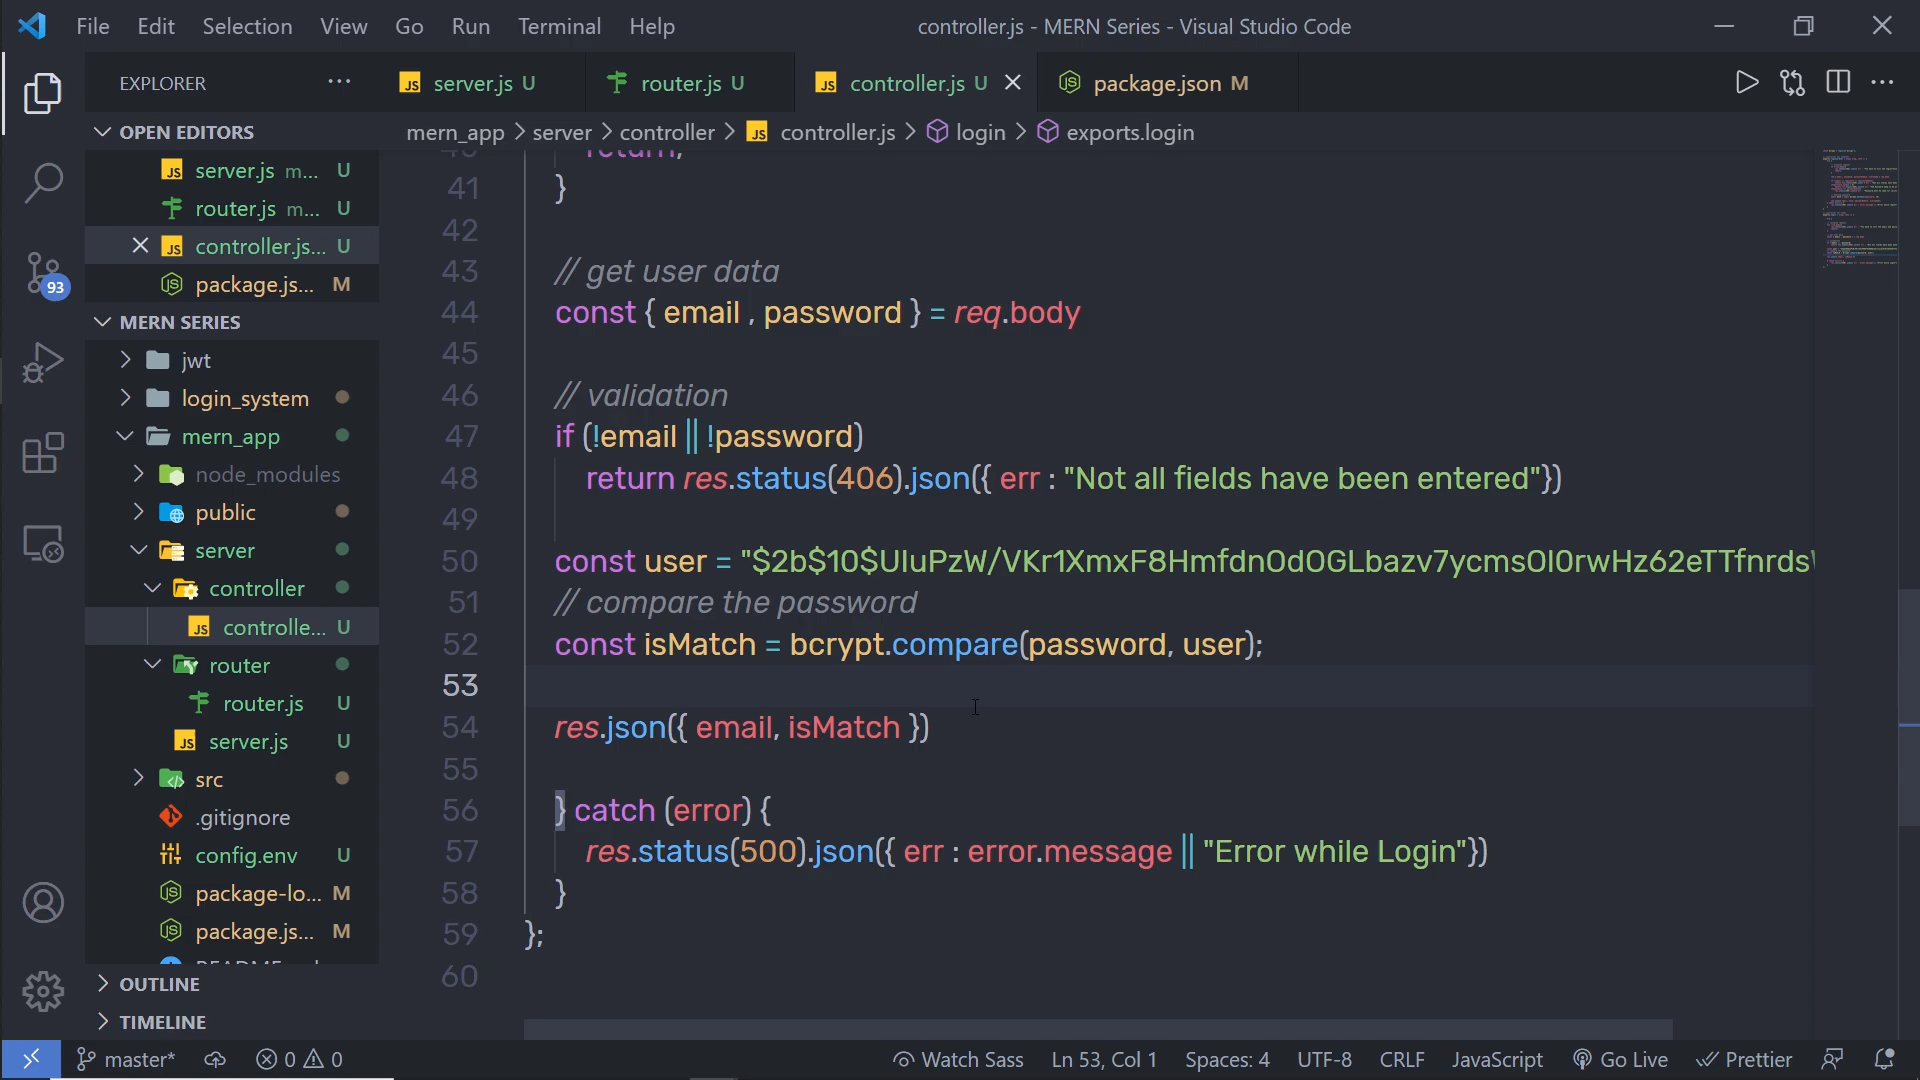 File Edit Selection View Go Run Terminal Help
controller.js - MERN Series - Visual Studio Code
EXPLORER
server.js U
router.js U
controller.js U
package.json M
OPEN EDITORS
mern_app > server > controller > JS controller.js > login > exports.login
server.js m... U
router.js m... U
controller.js... U
package.js... M
MERN SERIES
jwt
login_system
mern_app
node_modules
public
server
controller
controlle... U
router
router.js U
server.js U
src
.gitignore
config.env U
package-lo... M
package.js... M
OUTLINE
TIMELINE
93
return;
41 }
42
43 // get user data
44 const { email , password } = req.body
45
46 // validation
47 if (!email || !password)
48 return res.status(406).json({ err : "Not all fields have been entered"})
49
50 const user = "$2b$10$UIuPzW/VKr1XmxF8HmfdnOdOGLbazv7ycmsOI0rwHz62eTTfnrds
51 // compare the password
52 const isMatch = bcrypt.compare(password, user);
53
54 res.json({ email, isMatch })
55
56 } catch (error) {
57 res.status(500).json({ err : error.message || "Error while Login"})
58 }
59 };
60
master* 0 0 Watch Sass Ln 53, Col 1 Spaces: 4 UTF-8 CRLF JavaScript Go Live Prettier